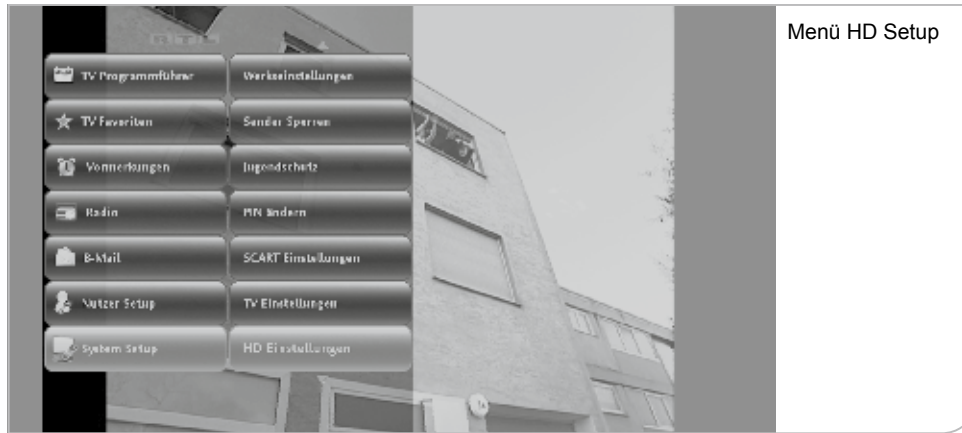 Menü HD Setup
RTL
TV Programmführer
Werkseinstellungen
TV Favoriten
Sender Sperren
Vormerkungen
Jugendschutz
Radio
PIN ändern
B-Mail
SCART Einstellungen
Nutzer Setup
TV Einstellungen
System Setup
HD Einstellungen